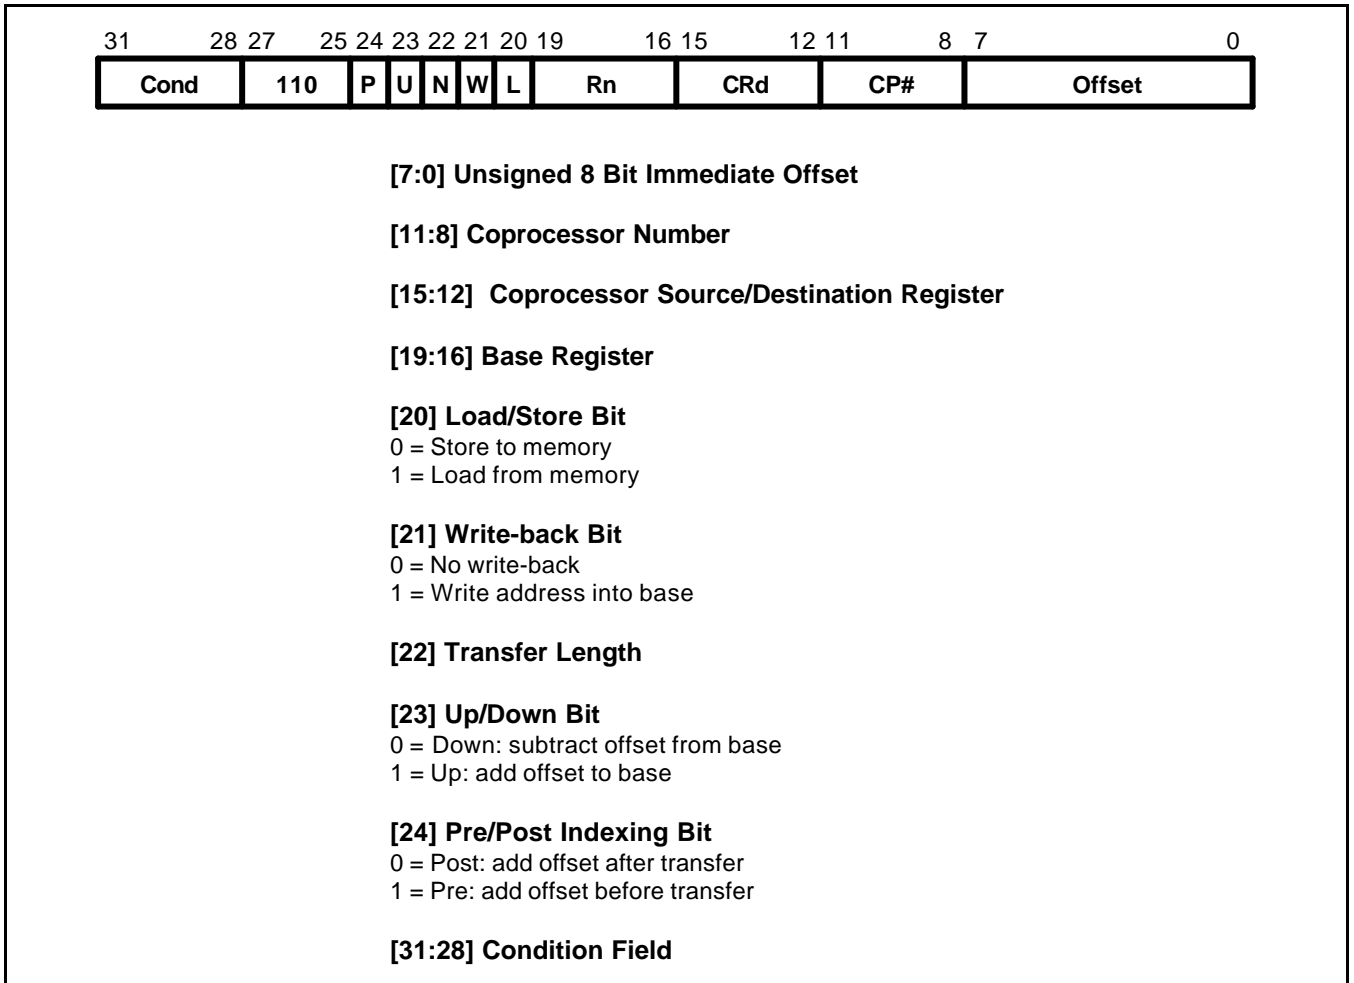 31 28 27 25 24 23 22 21 20 19 16 15 12 11 8 7 0
Cond 110 P U N W L Rn CRd CP# Offset
[7:0] Unsigned 8 Bit Immediate Offset
[11:8] Coprocessor Number
[15:12] Coprocessor Source/Destination Register
[19:16] Base Register
[20] Load/Store Bit
0 = Store to memory
1 = Load from memory
[21] Write-back Bit
0 = No write-back
1 = Write address into base
[22] Transfer Length
[23] Up/Down Bit
0 = Down: subtract offset from base
1 = Up: add offset to base
[24] Pre/Post Indexing Bit
0 = Post: add offset after transfer
1 = Pre: add offset before transfer
[31:28] Condition Field